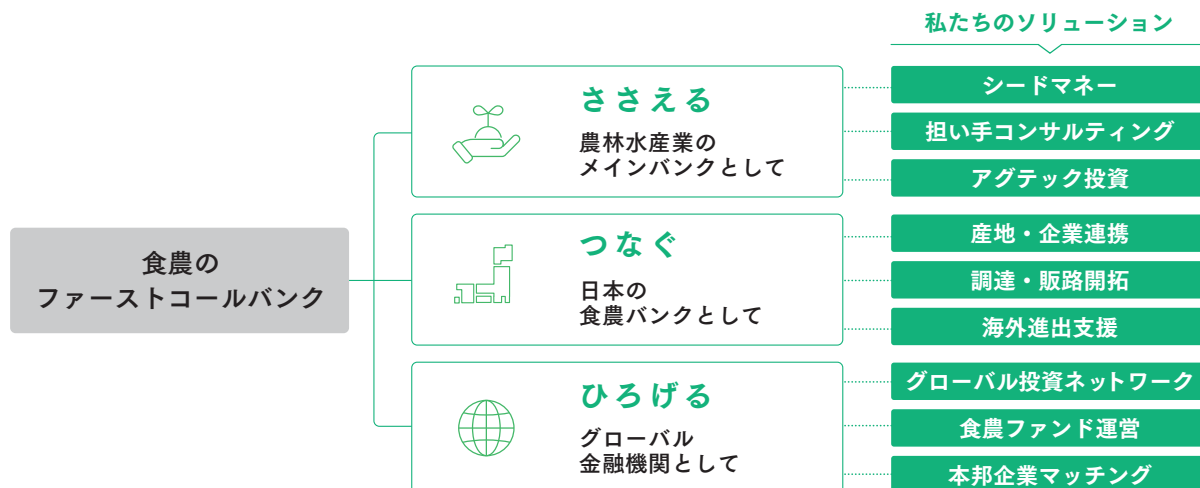 私たちのソリューション
食農の
ファーストコールバンク
ささえる
農林水産業の
メインバンクとして
シードマネー
担い手コンサルティング
アグテック投資
つなぐ
日本の
食農バンクとして
産地・企業連携
調達・販路開拓
海外進出支援
ひろげる
グローバル
金融機関として
グローバル投資ネットワーク
食農ファンド運営
本邦企業マッチング